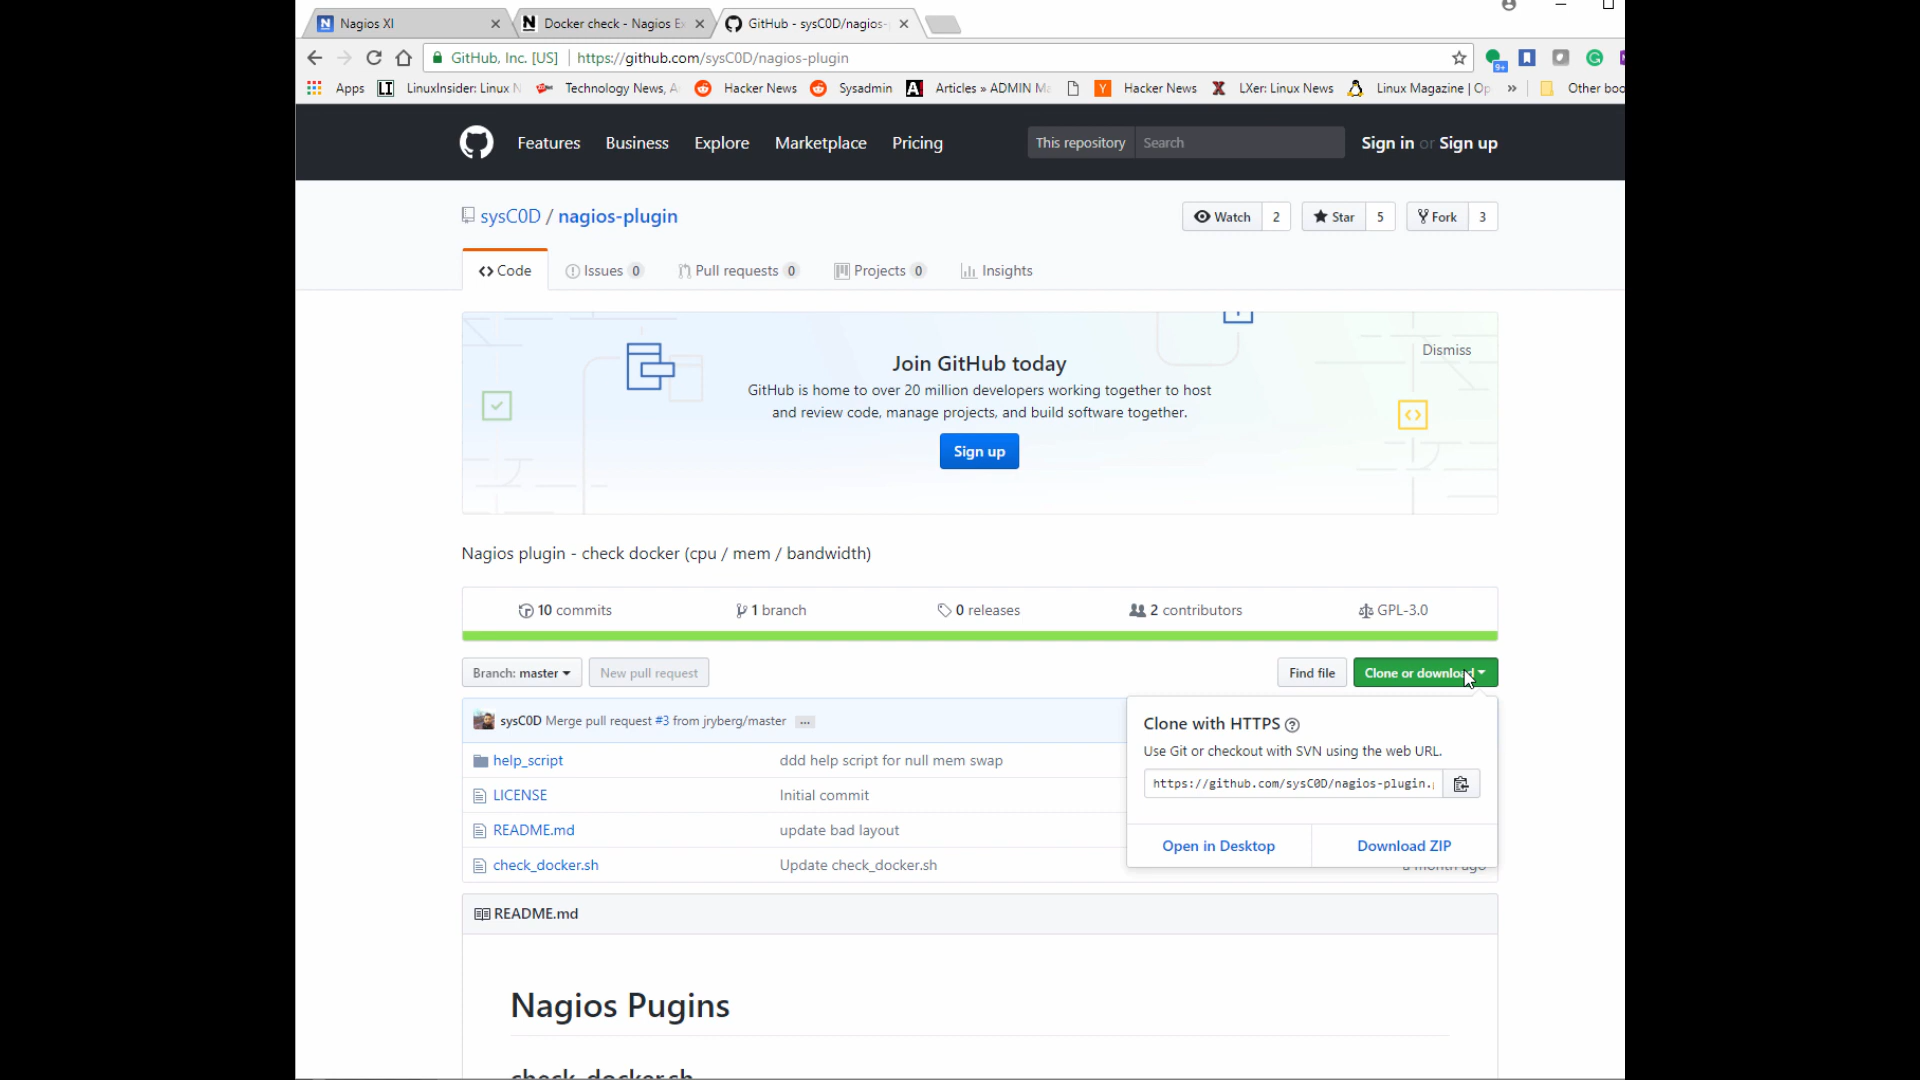 Nagios XI
Docker check - Nagios E
GitHub - sysC0D/nagios-
GitHub, Inc. [US]
https://github.com/sysC0D/nagios-plugin
9+
Apps
LI
LinuxInsider: Linux N
Technology News, A
Hacker News
Sysadmin
A
Articles » ADMIN Ma
Y
Hacker News
X
LXer: Linux News
Linux Magazine | Op
»
Other boo
Features
Business
Explore
Marketplace
Pricing
This repository
Search
Sign in or Sign up
sysC0D / nagios-plugin
Watch 2
Star 5
Fork 3
<> Code
Issues 0
Pull requests 0
Projects 0
Insights
Dismiss
Join GitHub today
GitHub is home to over 20 million developers working together to host
and review code, manage projects, and build software together.
Sign up
Nagios plugin - check docker (cpu / mem / bandwidth)
10 commits
1 branch
0 releases
2 contributors
GPL-3.0
Branch: master
New pull request
Find file
Clone or download
sysC0D Merge pull request #3 from jryberg/master ...
help_script
ddd help script for null mem swap
LICENSE
Initial commit
README.md
update bad layout
check_docker.sh
Update check_docker.sh
a month ago
Clone with HTTPS
Use Git or checkout with SVN using the web URL.
https://github.com/sysC0D/nagios-plugin.
Open in Desktop
Download ZIP
README.md
Nagios Pugins
check_docker.sh